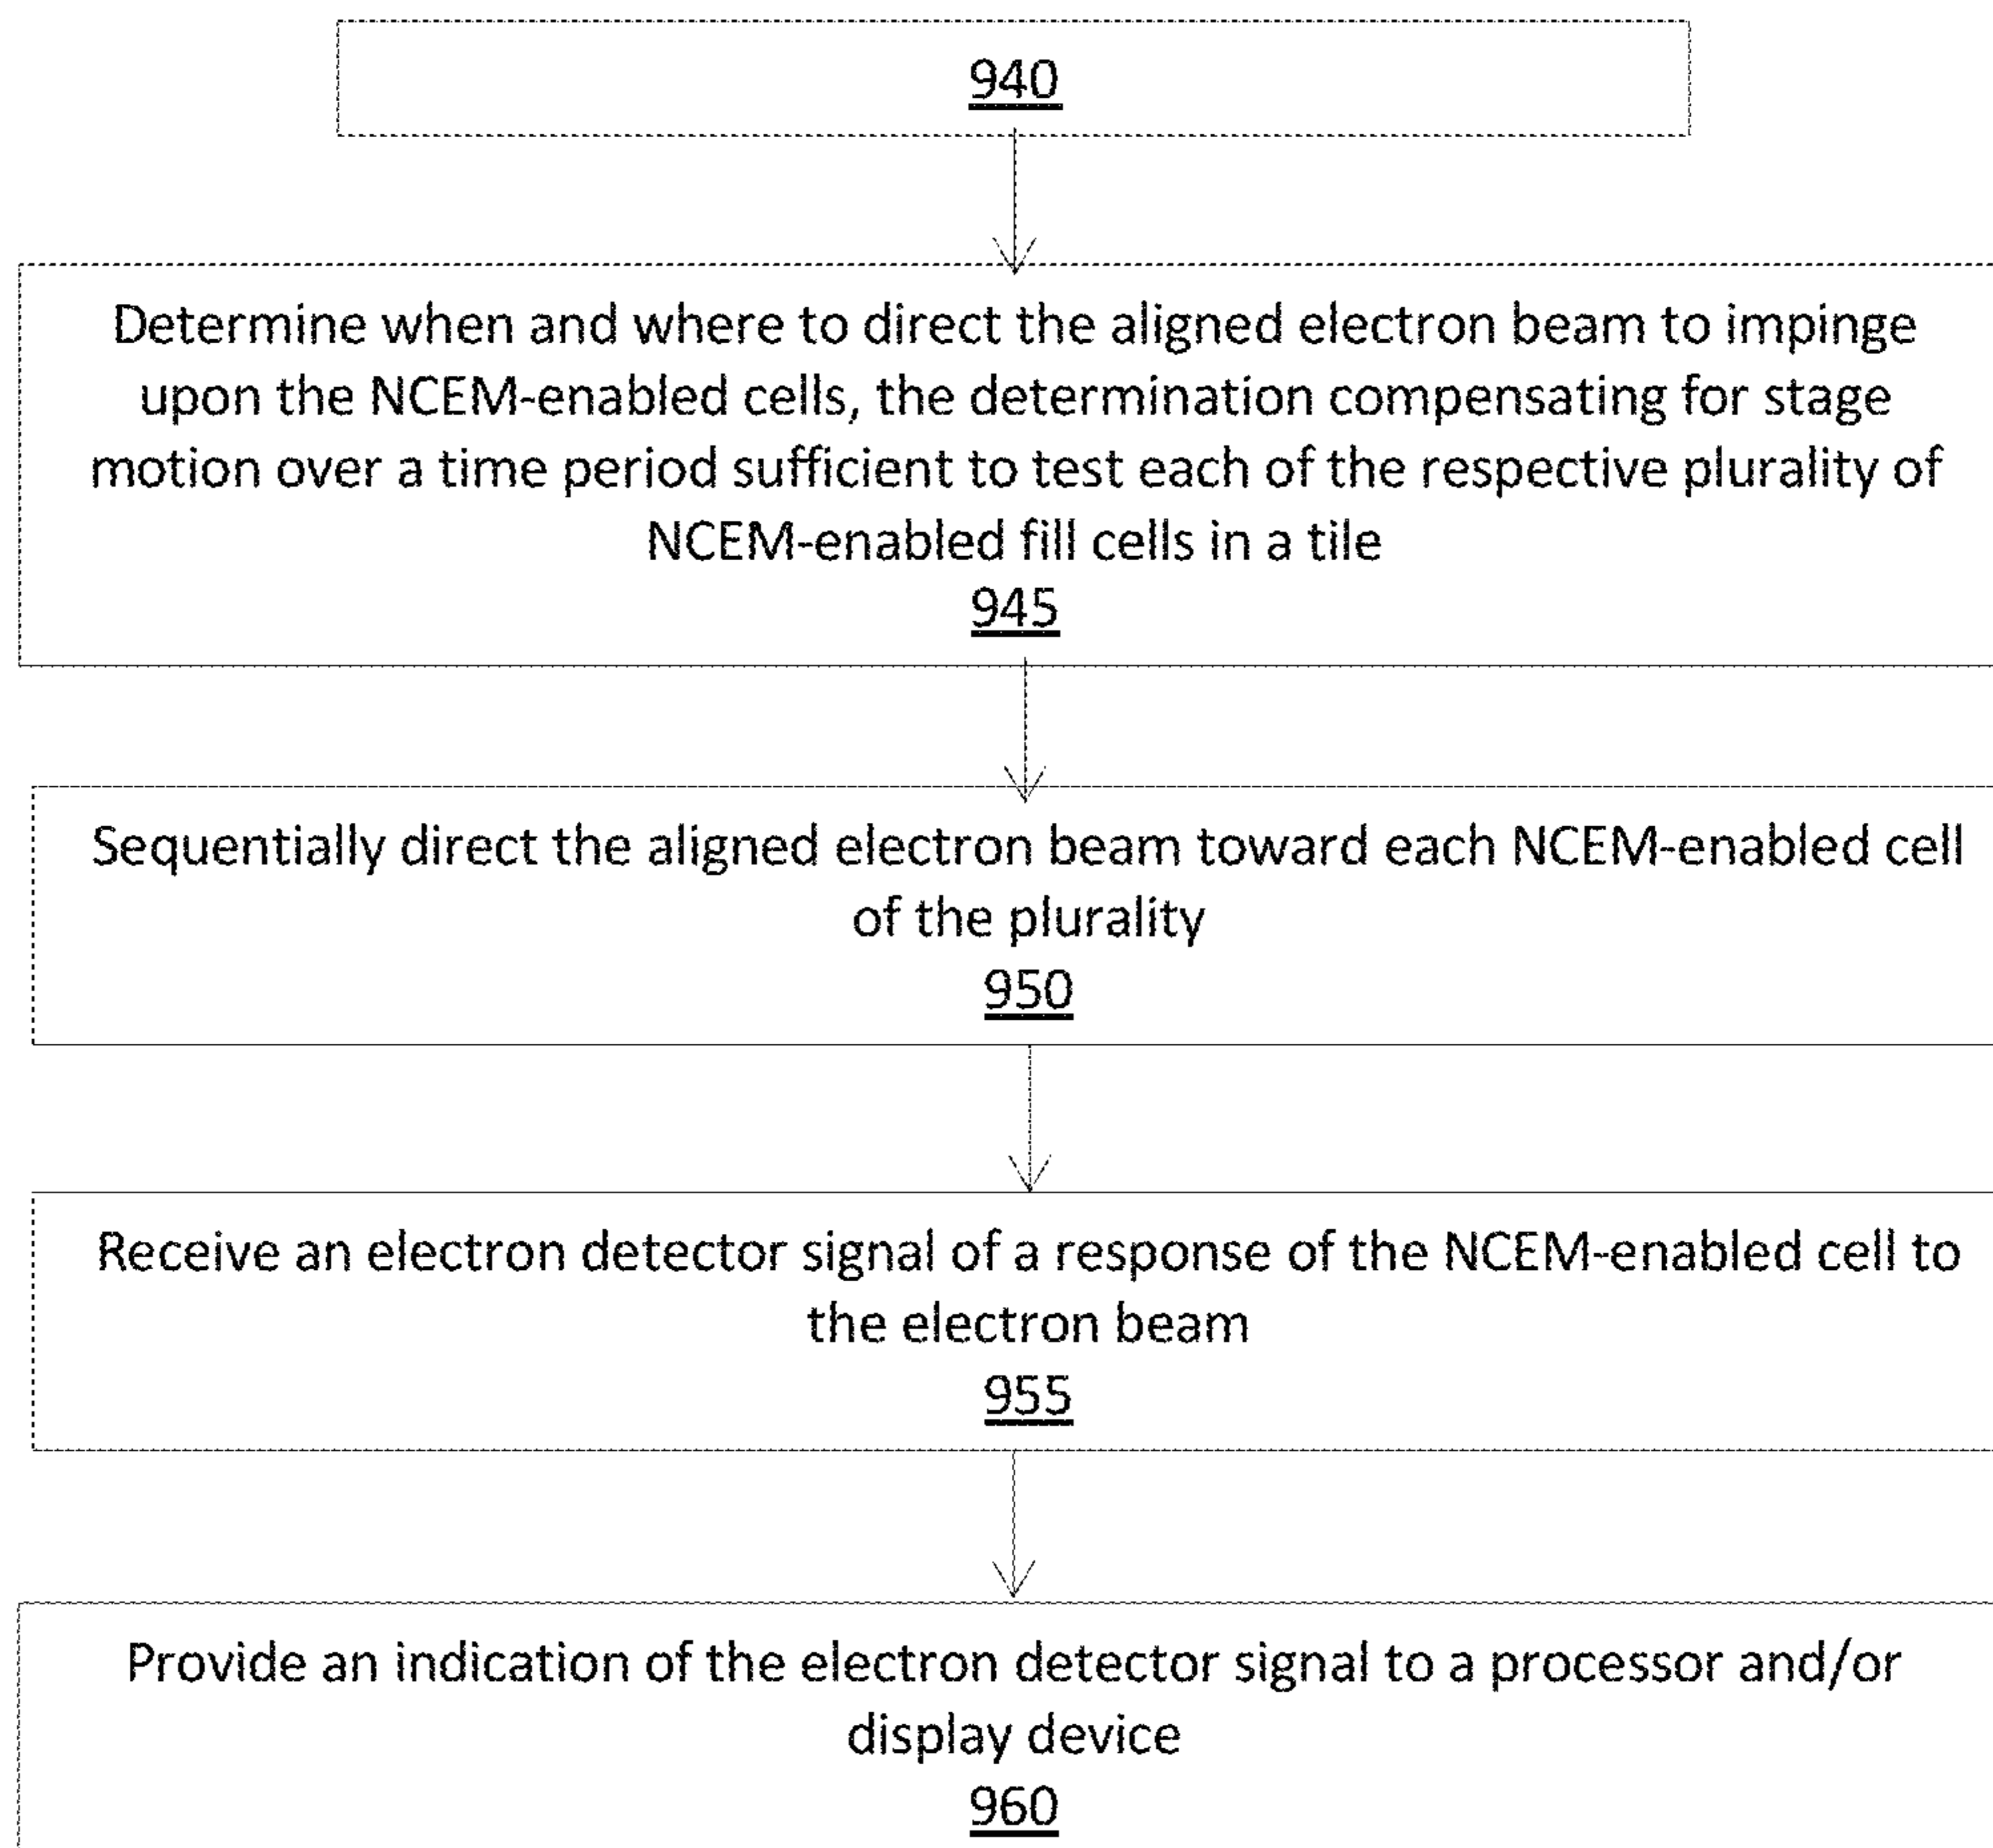 940
Determine when and where to direct the aligned electron beam to impinge
upon the NCEM-enabled cells, the determination compensating for stage
motion over a time period sufficient to test each of the respective plurality of
NCEM-enabled fill cells in a tile
945
Sequentially direct the aligned electron beam toward each NCEM-enabled cell
of the plurality
950
Receive an electron detector signal of a response of the NCEM-enabled cell to
the electron beam
955
Provide an indication of the electron detector signal to a processor and/or
display device
960